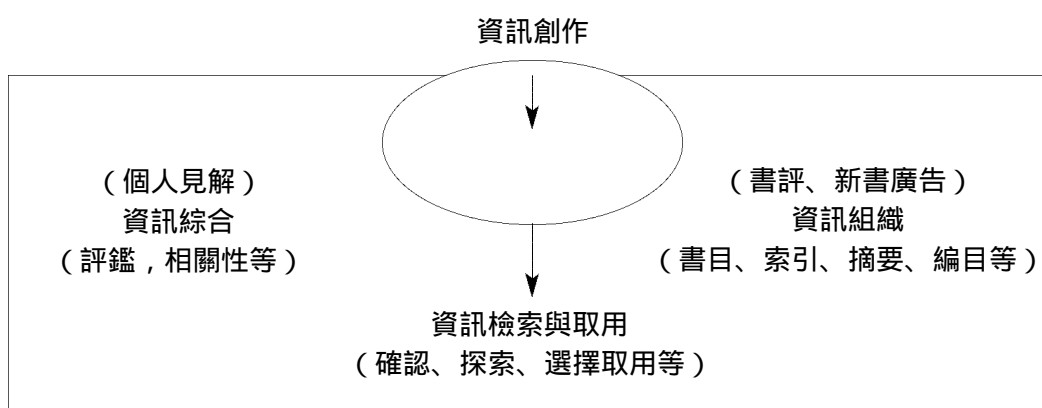 資訊創作
（個人見解）
資訊綜合
（評鑑，相關性等）
（書評、新書廣告）
資訊組織
（書目、索引、摘要、編目等）
資訊檢索與取用
（確認、探索、選擇取用等）